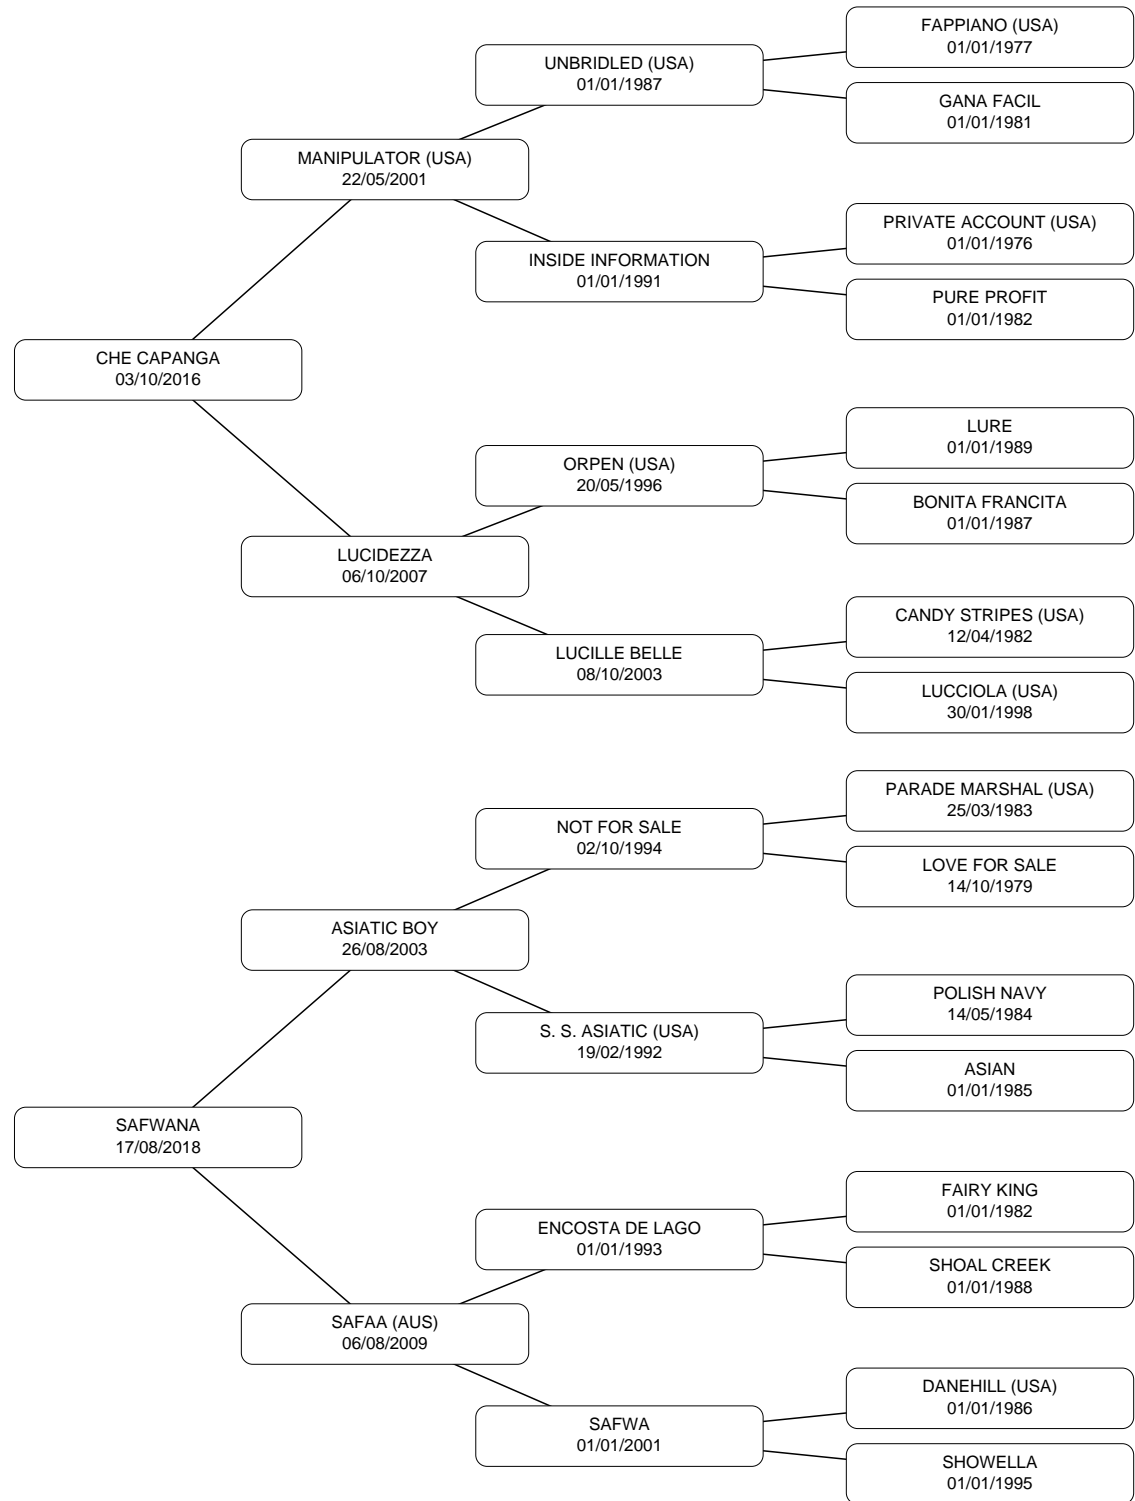 FAPPIANO (USA)
01/01/1977
UNBRIDLED (USA)
01/01/1987
GANA FACIL
01/01/1981
MANIPULATOR (USA)
22/05/2001
PRIVATE ACCOUNT (USA)
01/01/1976
INSIDE INFORMATION
01/01/1991
PURE PROFIT
01/01/1982
CHE CAPANGA
03/10/2016
LURE
01/01/1989
ORPEN (USA)
20/05/1996
BONITA FRANCITA
01/01/1987
LUCIDEZZA
06/10/2007
CANDY STRIPES (USA)
12/04/1982
LUCILLE BELLE
08/10/2003
LUCCIOLA (USA)
30/01/1998
PARADE MARSHAL (USA)
25/03/1983
NOT FOR SALE
02/10/1994
LOVE FOR SALE
14/10/1979
ASIATIC BOY
26/08/2003
POLISH NAVY
14/05/1984
S. S. ASIATIC (USA)
19/02/1992
ASIAN
01/01/1985
SAFWANA
17/08/2018
FAIRY KING
01/01/1982
ENCOSTA DE LAGO
01/01/1993
SHOAL CREEK
01/01/1988
SAFAA (AUS)
06/08/2009
DANEHILL (USA)
01/01/1986
SAFWA
01/01/2001
SHOWELLA
01/01/1995